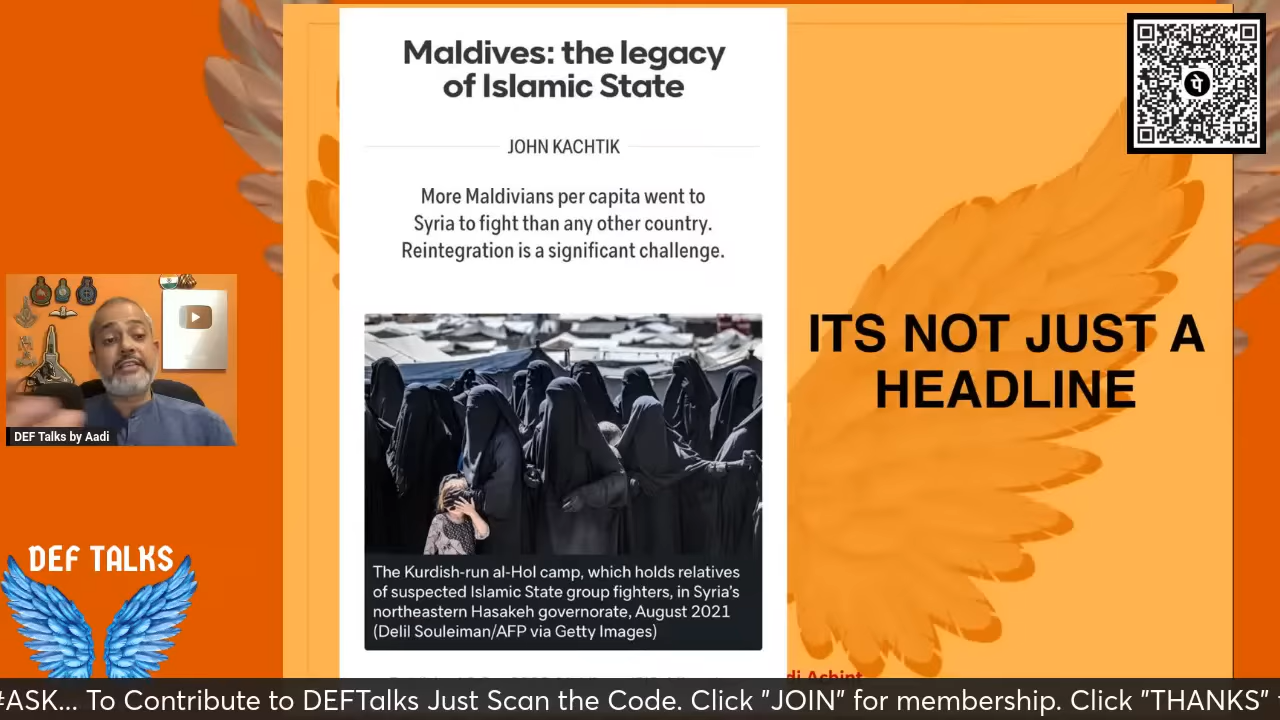 Maldives: the legacy
of Islamic State
JOHN KACHTIK
More Maldivians per capita went to
Syria to fight than any other country.
Reintegration is a significant challenge.
The Kurdish-run al-Hol camp, which holds relatives
of suspected Islamic State group fighters, in Syria's
northeastern Hasakeh governorate, August 2021
(Delil Souleiman/AFP via Getty Images)
पे
ITS NOT JUST A
HEADLINE
DEF Talks by Aadi
DEF TALKS
di Achint
#ASK... To Contribute to DEFTalks Just Scan the Code. Click "JOIN" for membership. Click "THANKS"